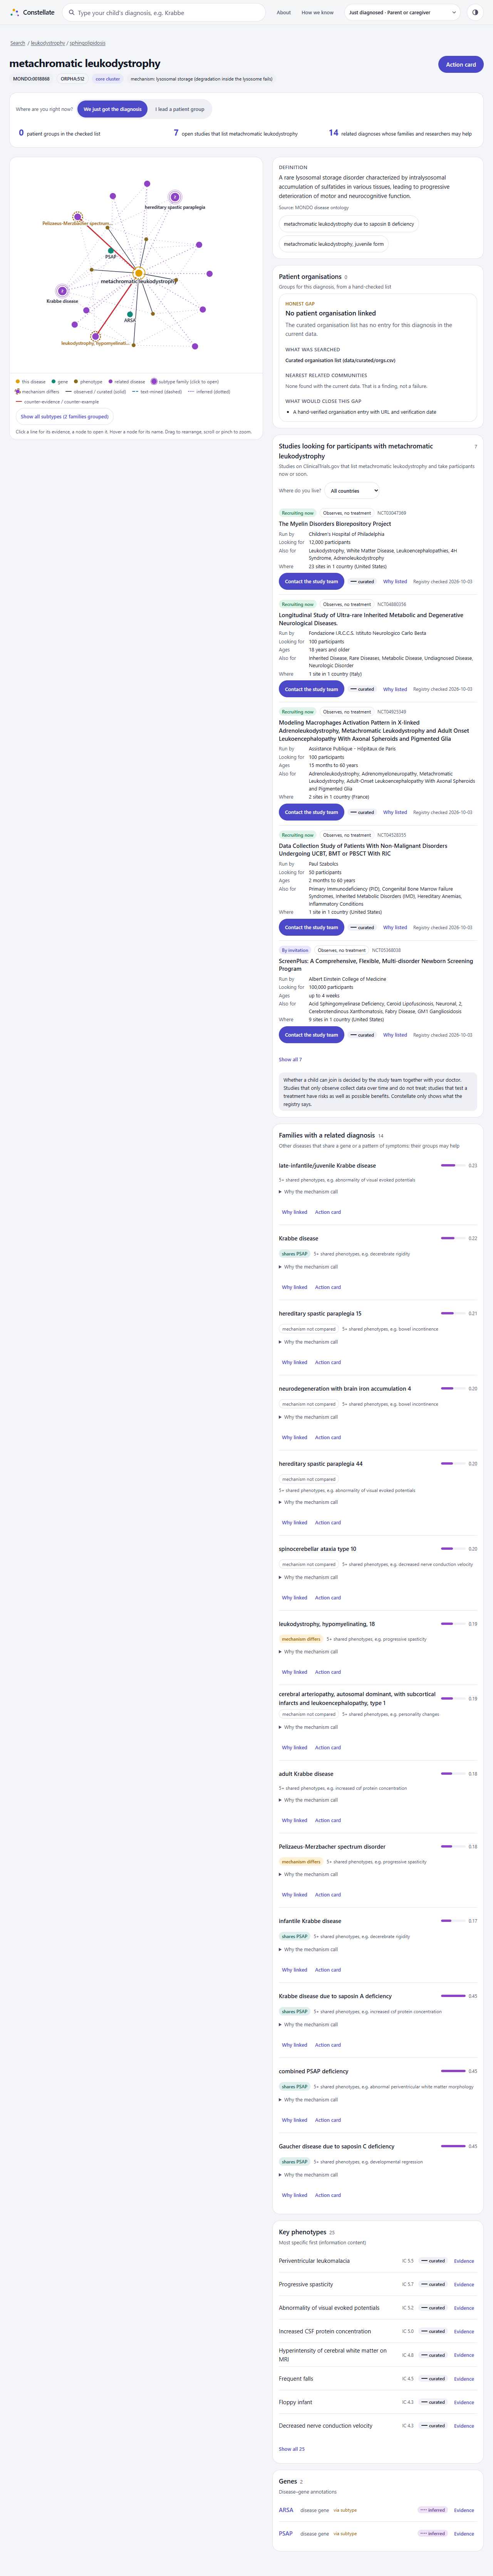 Constellate
Type your child's diagnosis, e.g. Krabbe
About
How we know
Just diagnosed · Parent or caregiver
Search / leukodystrophy / sphingolipidosis
metachromatic leukodystrophy
Action card
MONDO:0018868
ORPHA:512
core cluster
mechanism: lysosomal storage (degradation inside the lysosome fails)
Where are you right now?
We just got the diagnosis
I lead a patient group
0 patient groups in the checked list
7 open studies that list metachromatic leukodystrophy
14 related diagnoses whose families and researchers may help
hereditary spastic paraplegia
Pelizaeus-Merzbacher spectrum...
PSAP
metachromatic leukodystrophy
Krabbe disease
ARSA
leukodystrophy, hypomyelinati...
this disease
gene
phenotype
related disease
subtype family (click to open)
mechanism differs
observed / curated (solid)
text-mined (dashed)
inferred (dotted)
counter-evidence / counter-example
Show all subtypes (2 families grouped)
Click a line for its evidence, a node to open it. Hover a node for its name. Drag to rearrange, scroll or pinch to zoom.
DEFINITION
A rare lysosomal disorder characterized by intralysosomal
accumulation of sulfatides in various tissues, leading to progressive
deterioration of motor and neurocognitive function.
Source: MONDO disease ontology
metachromatic leukodystrophy due to saposin B deficiency
metachromatic leukodystrophy, juvenile form
Patient organisations 0
Groups for this diagnosis, from a hand-checked list
HONEST GAP
No patient organisation linked
The curated organisation list has no entry for this disease in the
current data.
WHAT WAS SEARCHED
Curated organisation list (data/curated/orgs.csv)
NEAREST RELATED COMMUNITIES
None found with the current data. That is a finding, not a failure.
WHAT WOULD CLOSE THIS GAP
A hand-verified organisation entry with URL and verification date
Studies looking for participants with metachromatic
leukodystrophy
7
Studies on ClinicalTrials.gov that list metachromatic leukodystrophy and take participants
now or soon.
Where do you live?
All countries
Recruiting now
Observes, no treatment
NCT03047369
The Myelin Disorders Biorepository Project
Run by Children's Hospital of Philadelphia
Looking for 12,000 participants
Also for Leukodystrophy, White Matter Disease, Leukoencephalopathies, 4H
Syndrome, Adrenoleukodystrophy
Where 23 sites in 1 country (United States)
Contact the study team
curated
Why listed
Registry checked 2026-10-03
Recruiting now
Observes, no treatment
NCT04880356
Longitudinal Study of Ultra-rare Inherited Metabolic and Degenerative
Neurological Diseases.
Run by Fondazione I.R.C.C.S. Istituto Neurologico Carlo Besta
Looking for 100 participants
Ages 18 years and older
Also for Inherited Disease, Rare Diseases, Metabolic Disease, Undiagnosed Disease,
Neurologic Disorder
Where 1 site in 1 country (Italy)
Contact the study team
curated
Why listed
Registry checked 2026-10-03
Recruiting now
Observes, no treatment
NCT04925349
Modeling Macrophages Activation Pattern in X-linked
Adrenoleukodystrophy, Metachromatic Leukodystrophy and Adult Onset
Leukoencephalopathy With Axonal Spheroids and Pigmented Glia
Run by Assistance Publique - Hôpitaux de Paris
Looking for 100 participants
Ages 15 months to 60 years
Also for Adrenoleukodystrophy, Adrenomyeloneuropathy, Metachromatic
Leukodystrophy, Adult-Onset Leukoencephalopathy With Axonal Spheroids
and Pigmented Glia
Where 2 sites in 1 country (France)
Contact the study team
curated
Why listed
Registry checked 2026-10-03
Recruiting now
Observes, no treatment
NCT04528355
Data Collection Study of Patients With Non-Malignant Disorders
Undergoing UCBT, BMT or PBSCT With RIC
Run by Paul Szabolcs
Looking for 50 participants
Ages 2 months to 60 years
Also for Primary Immunodeficiency (PID), Congenital Bone Marrow Failure
Syndromes, Inherited Metabolic Disorders (IMD), Hereditary Anemias,
Inflammatory Conditions
Where 1 site in 1 country (United States)
Contact the study team
curated
Why listed
Registry checked 2026-10-03
By invitation
Observes, no treatment
NCT05368038
ScreenPlus: A Comprehensive, Flexible, Multi-disorder Newborn Screening
Program
Run by Albert Einstein College of Medicine
Looking for 100,000 participants
Ages up to 4 weeks
Also for Acid Sphingomyelinase Deficiency, Ceroid Lipofuscinosis, Neuronal, 2,
Cerebrotendinous Xanthomatosis, Fabry Disease, GM1 Gangliosidosis
Where 9 sites in 1 country (United States)
Contact the study team
curated
Why listed
Registry checked 2026-10-03
Show all 7
Whether a child can join is decided by the study team together with your doctor.
Studies that only observe collect data over time and do not treat; studies that test a
treatment have risks as well as possible benefits. Constellate only shows what the
registry says.
Families with a related diagnosis 14
Other diseases that share a gene or a pattern of symptoms: their groups may help
late-infantile/juvenile Krabbe disease
0.23
5+ shared phenotypes, e.g. abnormality of visual evoked potentials
Why the mechanism call
Why linked
Action card
Krabbe disease
0.22
shares PSAP
5+ shared phenotypes, e.g. decerebrate rigidity
Why the mechanism call
Why linked
Action card
hereditary spastic paraplegia 15
0.21
mechanism not compared
5+ shared phenotypes, e.g. bowel incontinence
Why the mechanism call
Why linked
Action card
neurodegeneration with brain iron accumulation 4
0.20
mechanism not compared
5+ shared phenotypes, e.g. bowel incontinence
Why the mechanism call
Why linked
Action card
hereditary spastic paraplegia 44
0.20
mechanism not compared
5+ shared phenotypes, e.g. abnormality of visual evoked potentials
Why the mechanism call
Why linked
Action card
spinocerebellar ataxia type 10
0.20
mechanism not compared
5+ shared phenotypes, e.g. decreased nerve conduction velocity
Why the mechanism call
Why linked
Action card
leukodystrophy, hypomyelinating, 18
0.19
mechanism differs
5+ shared phenotypes, e.g. progressive spasticity
Why the mechanism call
Why linked
Action card
cerebral arteriopathy, autosomal dominant, with subcortical
infarcts and leukoencephalopathy, type 1
0.19
mechanism not compared
5+ shared phenotypes, e.g. personality changes
Why the mechanism call
Why linked
Action card
adult Krabbe disease
0.18
5+ shared phenotypes, e.g. increased csf protein concentration
Why the mechanism call
Why linked
Action card
Pelizaeus-Merzbacher spectrum disorder
0.18
mechanism differs
5+ shared phenotypes, e.g. progressive spasticity
Why the mechanism call
Why linked
Action card
infantile Krabbe disease
0.17
shares PSAP
5+ shared phenotypes, e.g. decerebrate rigidity
Why the mechanism call
Why linked
Action card
Krabbe disease due to saposin A deficiency
0.45
shares PSAP
5+ shared phenotypes, e.g. increased csf protein concentration
Why the mechanism call
Why linked
Action card
combined PSAP deficiency
0.45
shares PSAP
5+ shared phenotypes, e.g. abnormal periventricular white matter morphology
Why the mechanism call
Why linked
Action card
Gaucher disease due to saposin C deficiency
0.45
shares PSAP
5+ shared phenotypes, e.g. developmental regression
Why the mechanism call
Why linked
Action card
Key phenotypes 25
Most specific first (information content)
Periventricular leukomalacia
IC 5.5
curated
Evidence
Progressive spasticity
IC 5.7
curated
Evidence
Abnormality of visual evoked potentials
IC 5.2
curated
Evidence
Increased CSF protein concentration
IC 5.0
curated
Evidence
Hyperintensity of cerebral white matter on
MRI
IC 4.8
curated
Evidence
Frequent falls
IC 4.5
curated
Evidence
Floppy infant
IC 4.3
curated
Evidence
Decreased nerve conduction velocity
IC 4.3
curated
Evidence
Show all 25
Genes 2
Disease–gene annotations
ARSA
disease gene
via subtype
inferred
Evidence
PSAP
disease gene
via subtype
inferred
Evidence